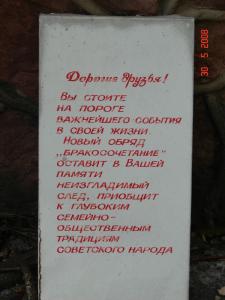 Дорогие друзья!
Вы стоите
на пороге
важнейшего события
в своей жизни.
Новый обряд
„бракосочетание"
оставит в Вашей
памяти
неизгладимый
след, приобщит
к глубоким
семейно-
общественным
традициям
советского народа
30 5 2008